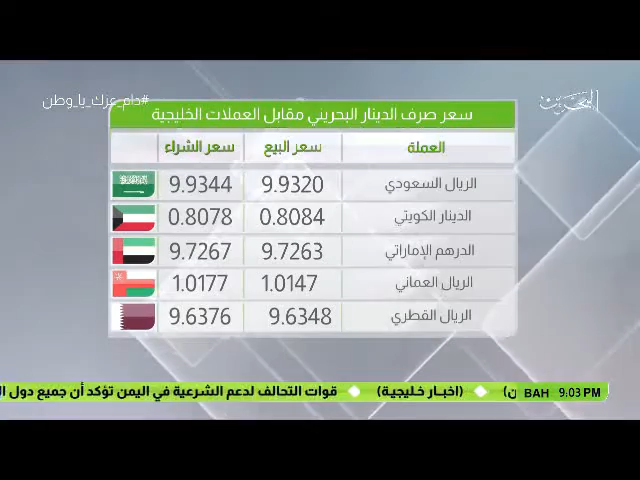 #دام_عزك_يا_وطن
البحرين
سعر صرف الدينار البحريني مقابل العملات الخليجية
العملة سعر البيع سعر الشراء
الريال السعودي 9.9320 9.9344
الدينار الكويتي 0.8084 0.8078
الدرهم الإماراتي 9.7263 9.7267
الريال العماني 1.0147 1.0177
الريال القطري 9.6348 9.6376
ن) (اخبـار خـليجيـة) قوات التحالف لدعم الشرعية في اليمن تؤكد أن جميع دول ال
BAH 9:03 PM